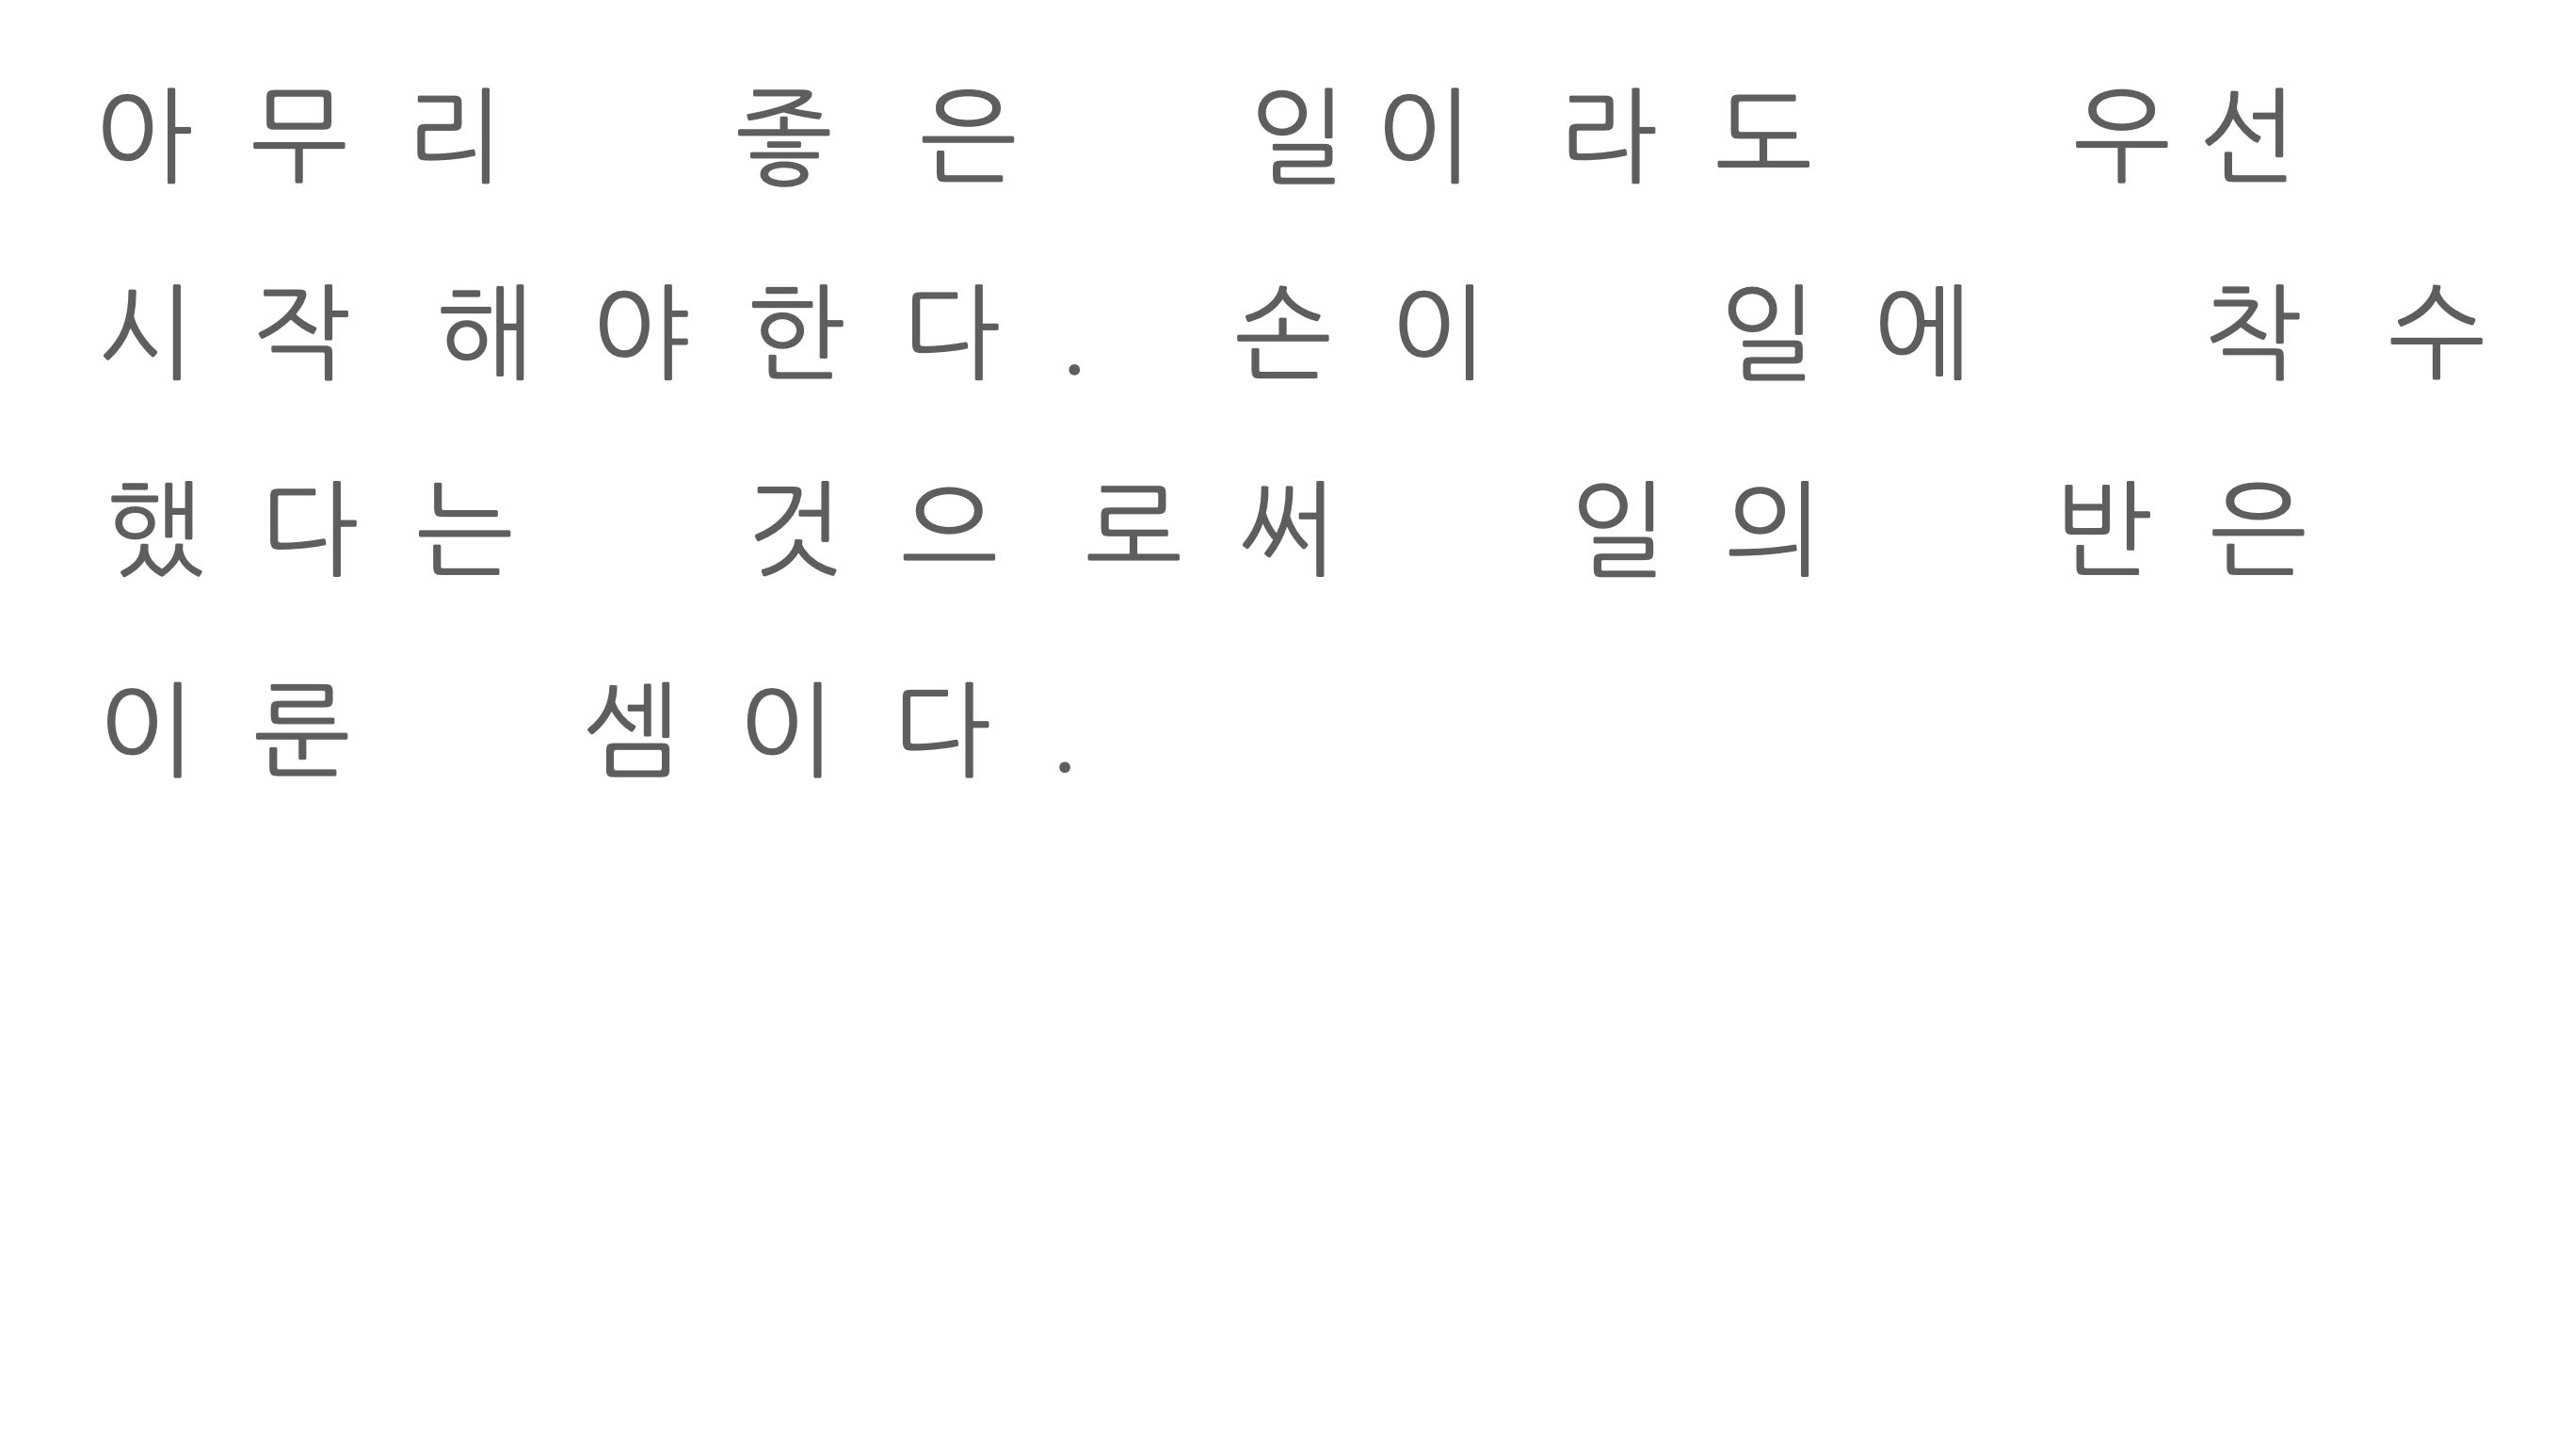 아무리 좋은 일이라도 우선
시작해야한다. 손이 일에 착수
했다는 것으로써 일의 반은
이룬 셈이다.